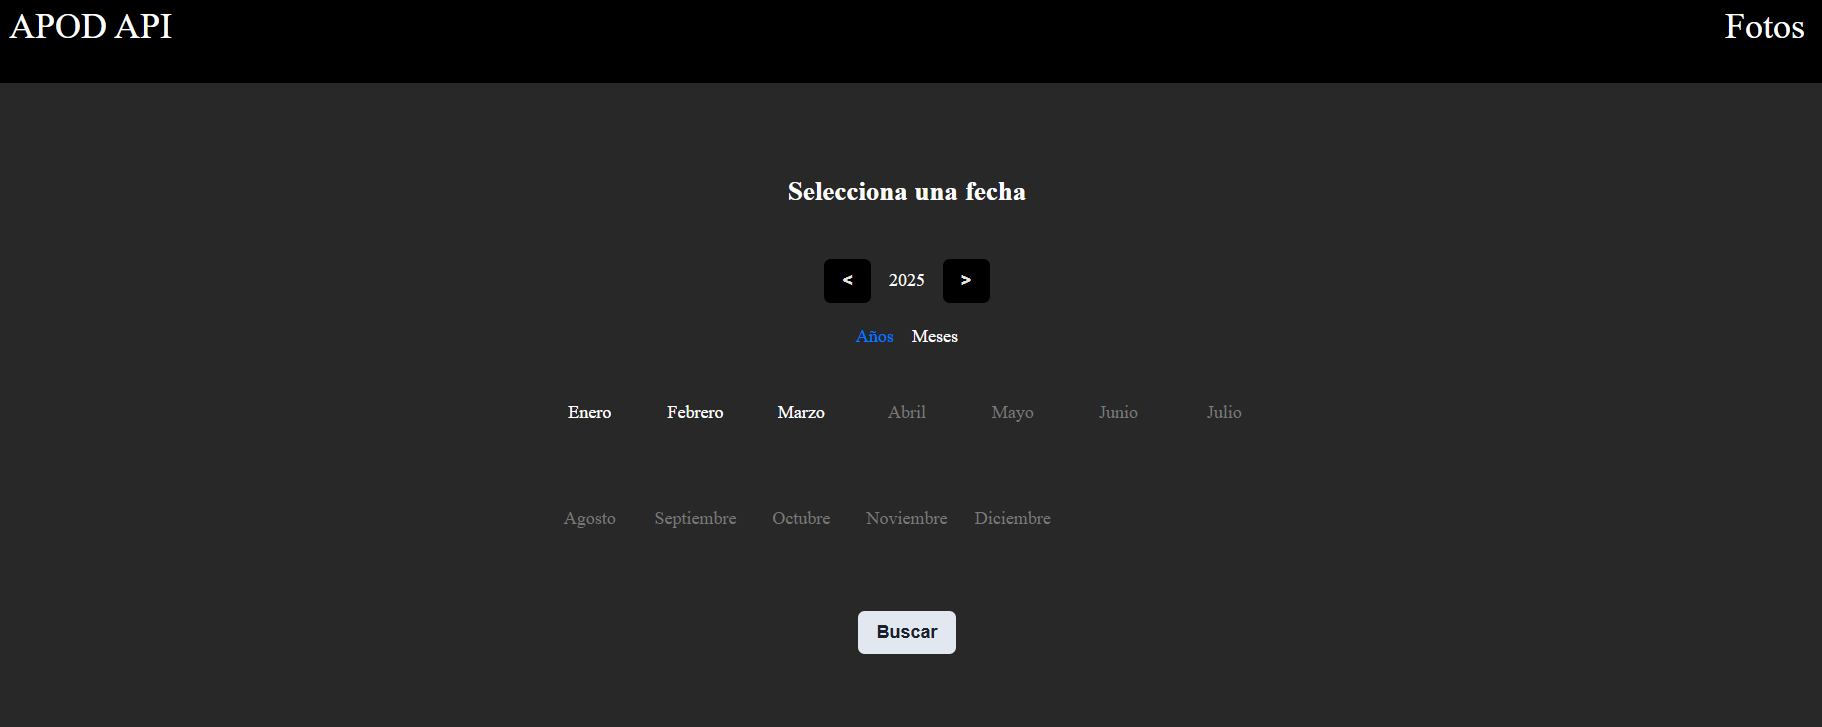 APOD API Fotos
Selecciona una fecha
< 2025 >
Años Meses
Enero Febrero Marzo Abril Mayo Junio Julio
Agosto Septiembre Octubre Noviembre Diciembre
Buscar